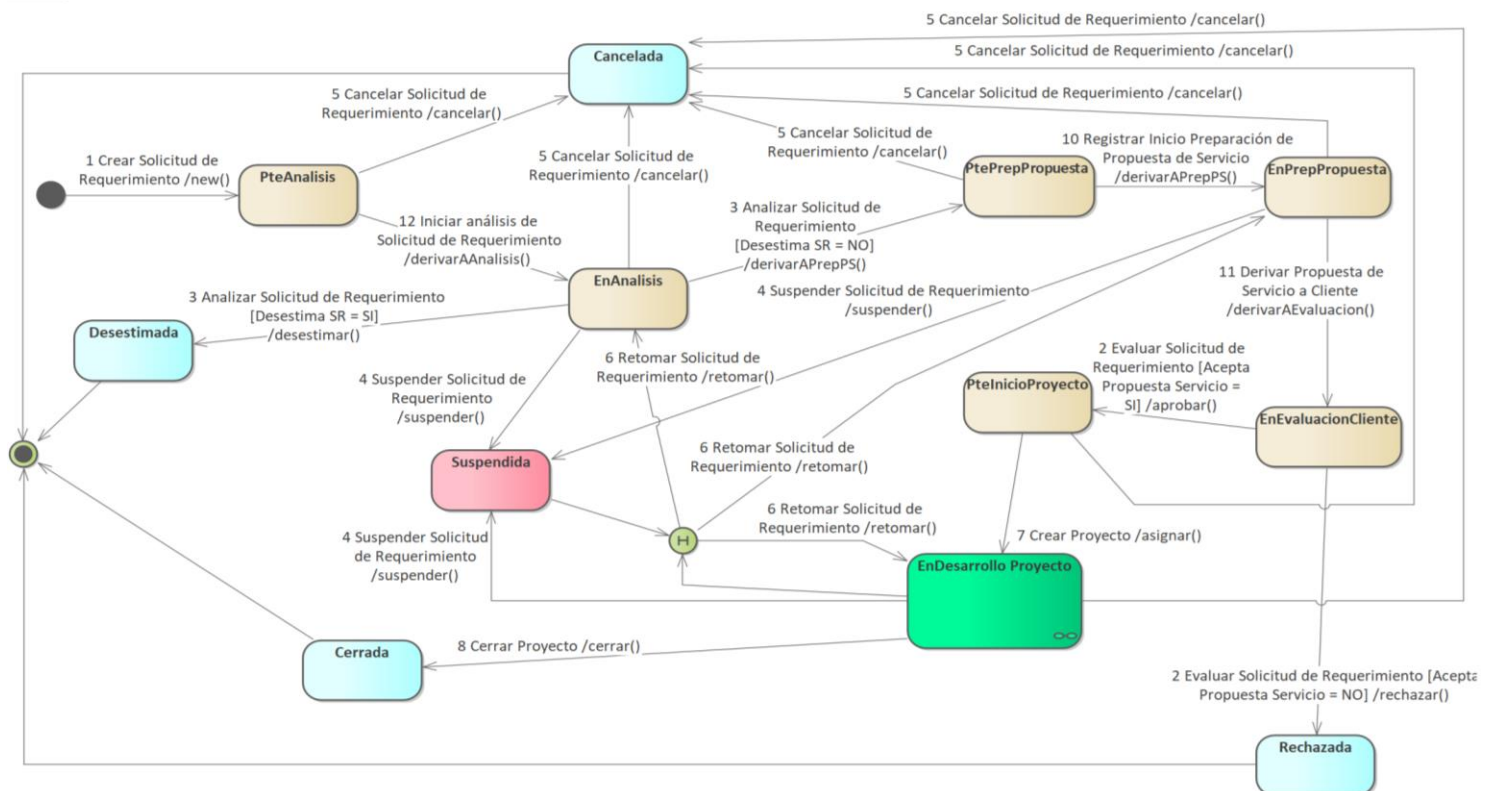 5 Cancelar Solicitud de Requerimiento /cancelar()
Cancelada
5 Cancelar Solicitud de Requerimiento /cancelar()
5 Cancelar Solicitud de
Requerimiento /cancelar()
5 Cancelar Solicitud de Requerimiento /cancelar()
5 Cancelar Solicitud de
Requerimiento /cancelar()
10 Registrar Inicio Preparación de
Propuesta de Servicio
/derivarAPrepPS()
1 Crear Solicitud de
Requerimiento /new()
PteAnalisis
5 Cancelar Solicitud de
Requerimiento /cancelar()
PtePrepPropuesta
EnPrepPropuesta
12 Iniciar análisis de
Solicitud de Requerimiento
/derivarAAnalisis()
3 Analizar Solicitud de
Requerimiento
[Desestima SR = NO]
/derivarAPrepPS()
EnAnalisis
11 Derivar Propuesta de
Servicio a Cliente
/derivarAEvaluacion()
3 Analizar Solicitud de Requerimiento
[Desestima SR = SI]
/desestimar()
4 Suspender Solicitud de Requerimiento
/suspender()
Desestimada
6 Retomar Solicitud de
Requerimiento /retomar()
2 Evaluar Solicitud de
Requerimiento [Acepta
Propuesta Servicio =
SI] /aprobar()
4 Suspender Solicitud de
Requerimiento
/suspender()
PteInicioProyecto
EnEvaluacionCliente
Suspendida
6 Retomar Solicitud de
Requerimiento /retomar()
6 Retomar Solicitud de
Requerimiento /retomar()
H
4 Suspender Solicitud
de Requerimiento
/suspender()
7 Crear Proyecto /asignar()
EnDesarrollo Proyecto
8 Cerrar Proyecto /cerrar()
Cerrada
2 Evaluar Solicitud de Requerimiento [Acepta
Propuesta Servicio = NO] /rechazar()
Rechazada